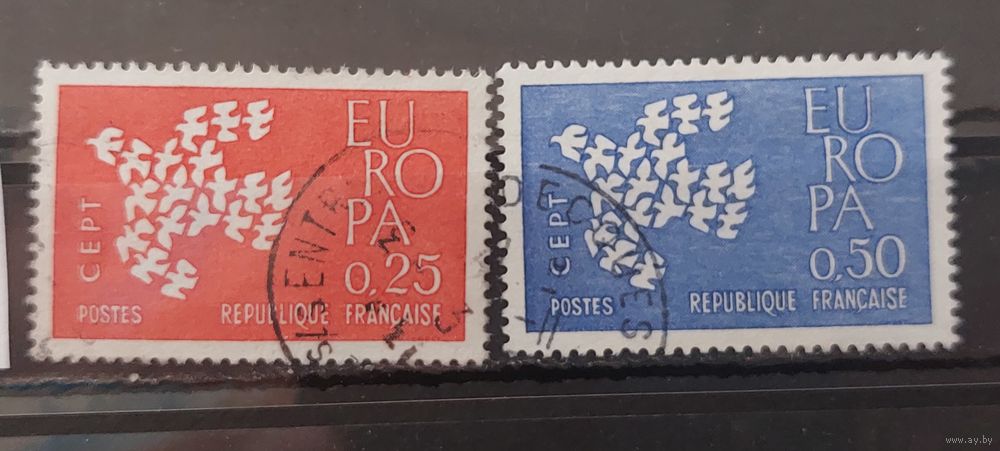 EU
RO
PA
0,25
CEPT
POSTES
REPUBLIQUE FRANÇAISE
EU
RO
PA
0,50
CEPT
POSTES
REPUBLIQUE FRANÇAISE
www.ay.by